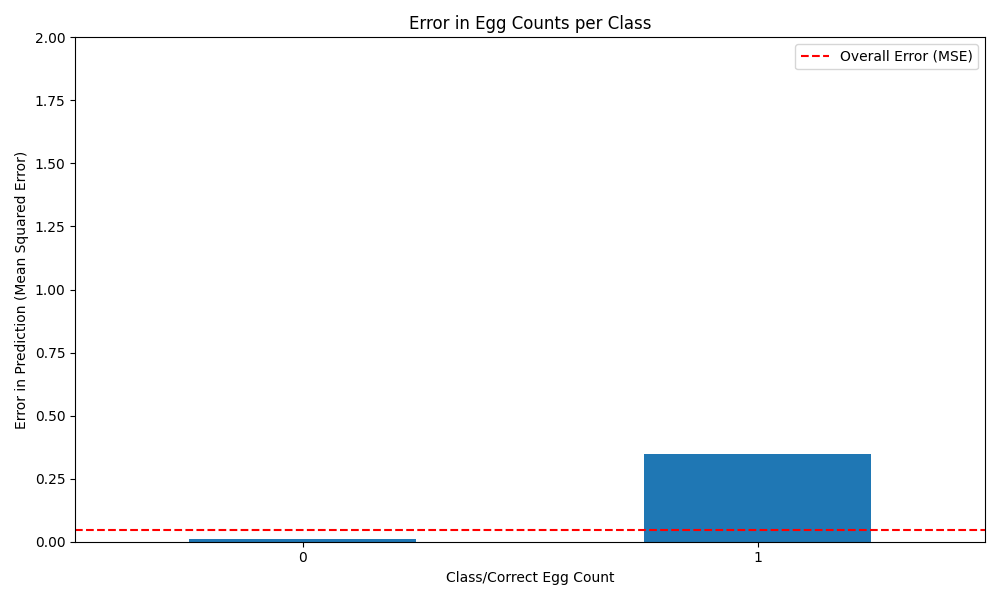 Error in Egg Counts per Class
2.00
1.75
1.50
1.25
1.00
0.75
0.50
0.25
0.00
Error in Prediction (Mean Squared Error)
Overall Error (MSE)
0
1
Class/Correct Egg Count